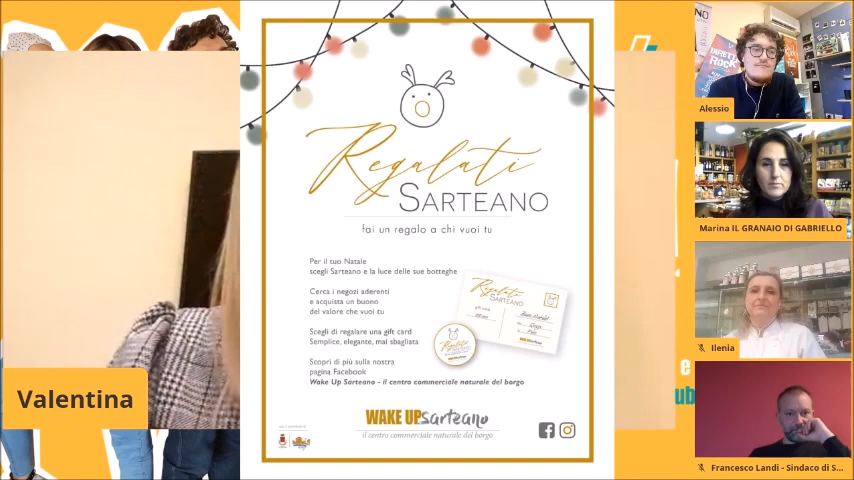 Regalati
SARTEANO
fai un regalo a chi vuoi tu
Per il tuo Natale
scegli Sarteano e la luce delle sue botteghe
Cerca i negozi aderenti
e acquista un buono
del valore che vuoi tu
Scegli di regalare una gift card
Semplice, elegante, mai sbagliata
Scopri di più sulla nostra
pagina Facebook
Wake Up Sarteano - il centro commerciale naturale del borgo
Regalati
SARTEANO
Regalati
SARTEANO
WAKE UPsarteano
il centro commerciale naturale del borgo
Valentina
Alessio
Marina IL GRANAIO DI GABRIELLO
Ilenia
Francesco Landi - Sindaco di S...